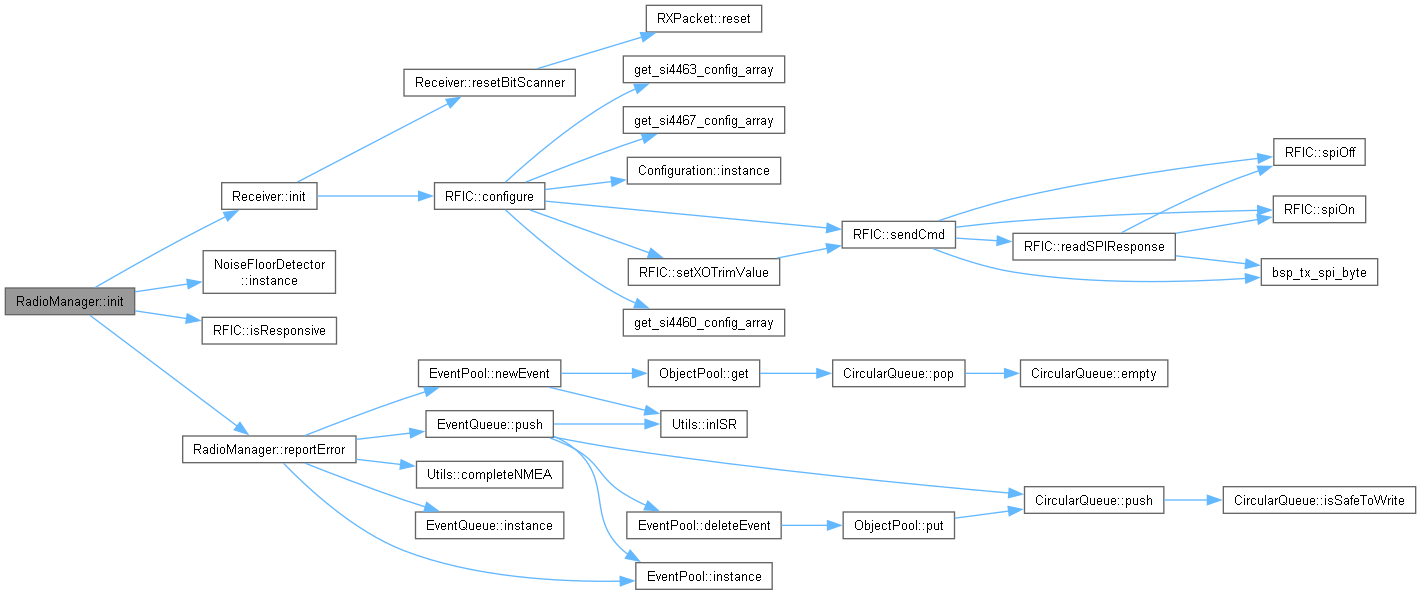 RXPacket::reset
get_si4463_config_array
Receiver::resetBitScanner
get_si4467_config_array
RFIC::spiOff
Configuration::instance
Receiver::init
RFIC::configure
RFIC::spiOn
RFIC::sendCmd
RFIC::readSPIResponse
NoiseFloorDetector
::instance
RFIC::setXOTrimValue
bsp_tx_spi_byte
RadioManager::init
get_si4460_config_array
RFIC::isResponsive
EventPool::newEvent
ObjectPool::get
CircularQueue::pop
CircularQueue::empty
EventQueue::push
Utils::inISR
RadioManager::reportError
Utils::completeNMEA
CircularQueue::push
CircularQueue::isSafeToWrite
EventQueue::instance
EventPool::deleteEvent
ObjectPool::put
EventPool::instance